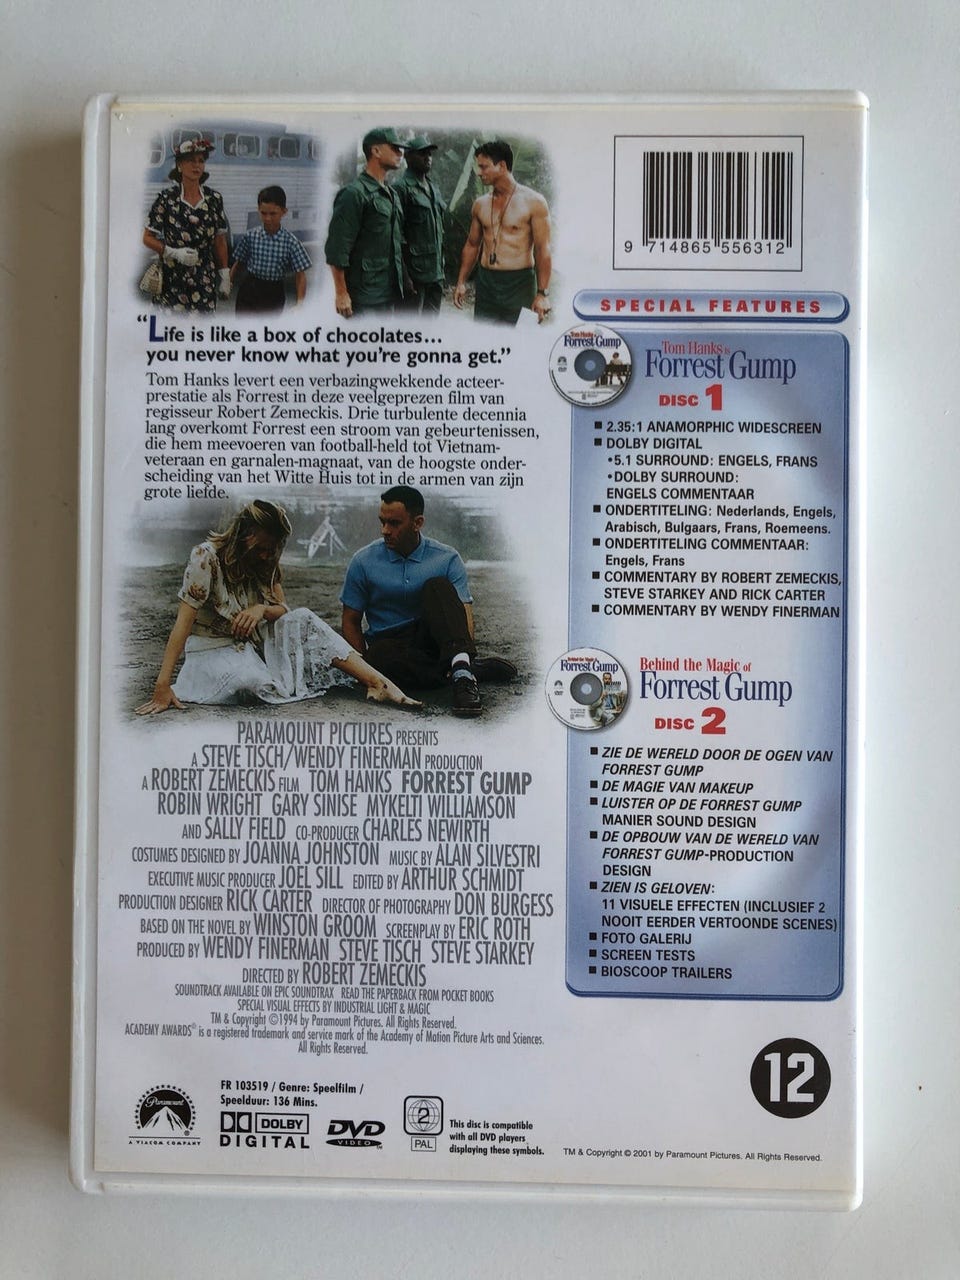 9 714865 556312
SPECIAL FEATURES
“Life is like a box of chocolates...
you never know what you're gonna get.”
Tom Hanks levert een verbazingwekkende acteer-
prestatie als Forrest in deze veelgeprezen film van
regisseur Robert Zemeckis. Drie turbulente decennia
lang overkomt Forrest een stroom van gebeurtenissen,
die hem meevoeren van football-held tot Vietnam-
veteraan en garnalen-magnaat, van de hoogste onder-
scheiding van het Witte Huis tot in de armen van zijn
grote liefde.
Forrest Gump
Tom Hanks is
Forrest Gump
DISC 1
2.35:1 ANAMORPHIC WIDESCREEN
DOLBY DIGITAL
•5.1 SURROUND: ENGELS, FRANS
•DOLBY SURROUND:
ENGELS COMMENTAAR
ONDERTITELING: Nederlands, Engels,
Arabisch, Bulgaars, Frans, Roemeens.
ONDERTITELING COMMENTAAR:
Engels, Frans
COMMENTARY BY ROBERT ZEMECKIS,
STEVE STARKEY AND RICK CARTER
COMMENTARY BY WENDY FINERMAN
Forrest Gump
Behind the Magic of
Forrest Gump
DISC 2
ZIE DE WERELD DOOR DE OGEN VAN
FORREST GUMP
DE MAGIE VAN MAKEUP
LUISTER OP DE FORREST GUMP
MANIER SOUND DESIGN
DE OPBOUW VAN DE WERELD VAN
FORREST GUMP-PRODUCTION
DESIGN
ZIEN IS GELOVEN:
11 VISUELE EFFECTEN (INCLUSIEF 2
NOOIT EERDER VERTOONDE SCENES)
FOTO GALERIJ
SCREEN TESTS
BIOSCOOP TRAILERS
PARAMOUNT PICTURES PRESENTS
A STEVE TISCH/WENDY FINERMAN PRODUCTION
A ROBERT ZEMECKIS FILM TOM HANKS FORREST GUMP
ROBIN WRIGHT GARY SINISE MYKELTI WILLIAMSON
AND SALLY FIELD CO-PRODUCER CHARLES NEWIRTH
COSTUMES DESIGNED BY JOANNA JOHNSTON MUSIC BY ALAN SILVESTRI
EXECUTIVE MUSIC PRODUCER JOEL SILL EDITED BY ARTHUR SCHMIDT
PRODUCTION DESIGNER RICK CARTER DIRECTOR OF PHOTOGRAPHY DON BURGESS
BASED ON THE NOVEL BY WINSTON GROOM SCREENPLAY BY ERIC ROTH
PRODUCED BY WENDY FINERMAN STEVE TISCH STEVE STARKEY
DIRECTED BY ROBERT ZEMECKIS
SOUNDTRACK AVAILABLE ON EPIC SOUNDTRAX READ THE PAPERBACK FROM POCKET BOOKS
SPECIAL VISUAL EFFECTS BY INDUSTRIAL LIGHT & MAGIC
TM & Copyright ©1994 by Paramount Pictures. All Rights Reserved.
ACADEMY AWARDS® is a registered trademark and service mark of the Academy of Motion Picture Arts and Sciences.
All Rights Reserved.
12
Paramount
A VIACOM COMPANY
FR 103519 / Genre: Speelfilm /
Speelduur: 136 Mins.
DOLBY
DIGITAL
DVD
VIDEO
TM
2
PAL
This disc is compatible
with all DVD players
displaying these symbols.
TM & Copyright © 2001 by Paramount Pictures. All Rights Reserved.